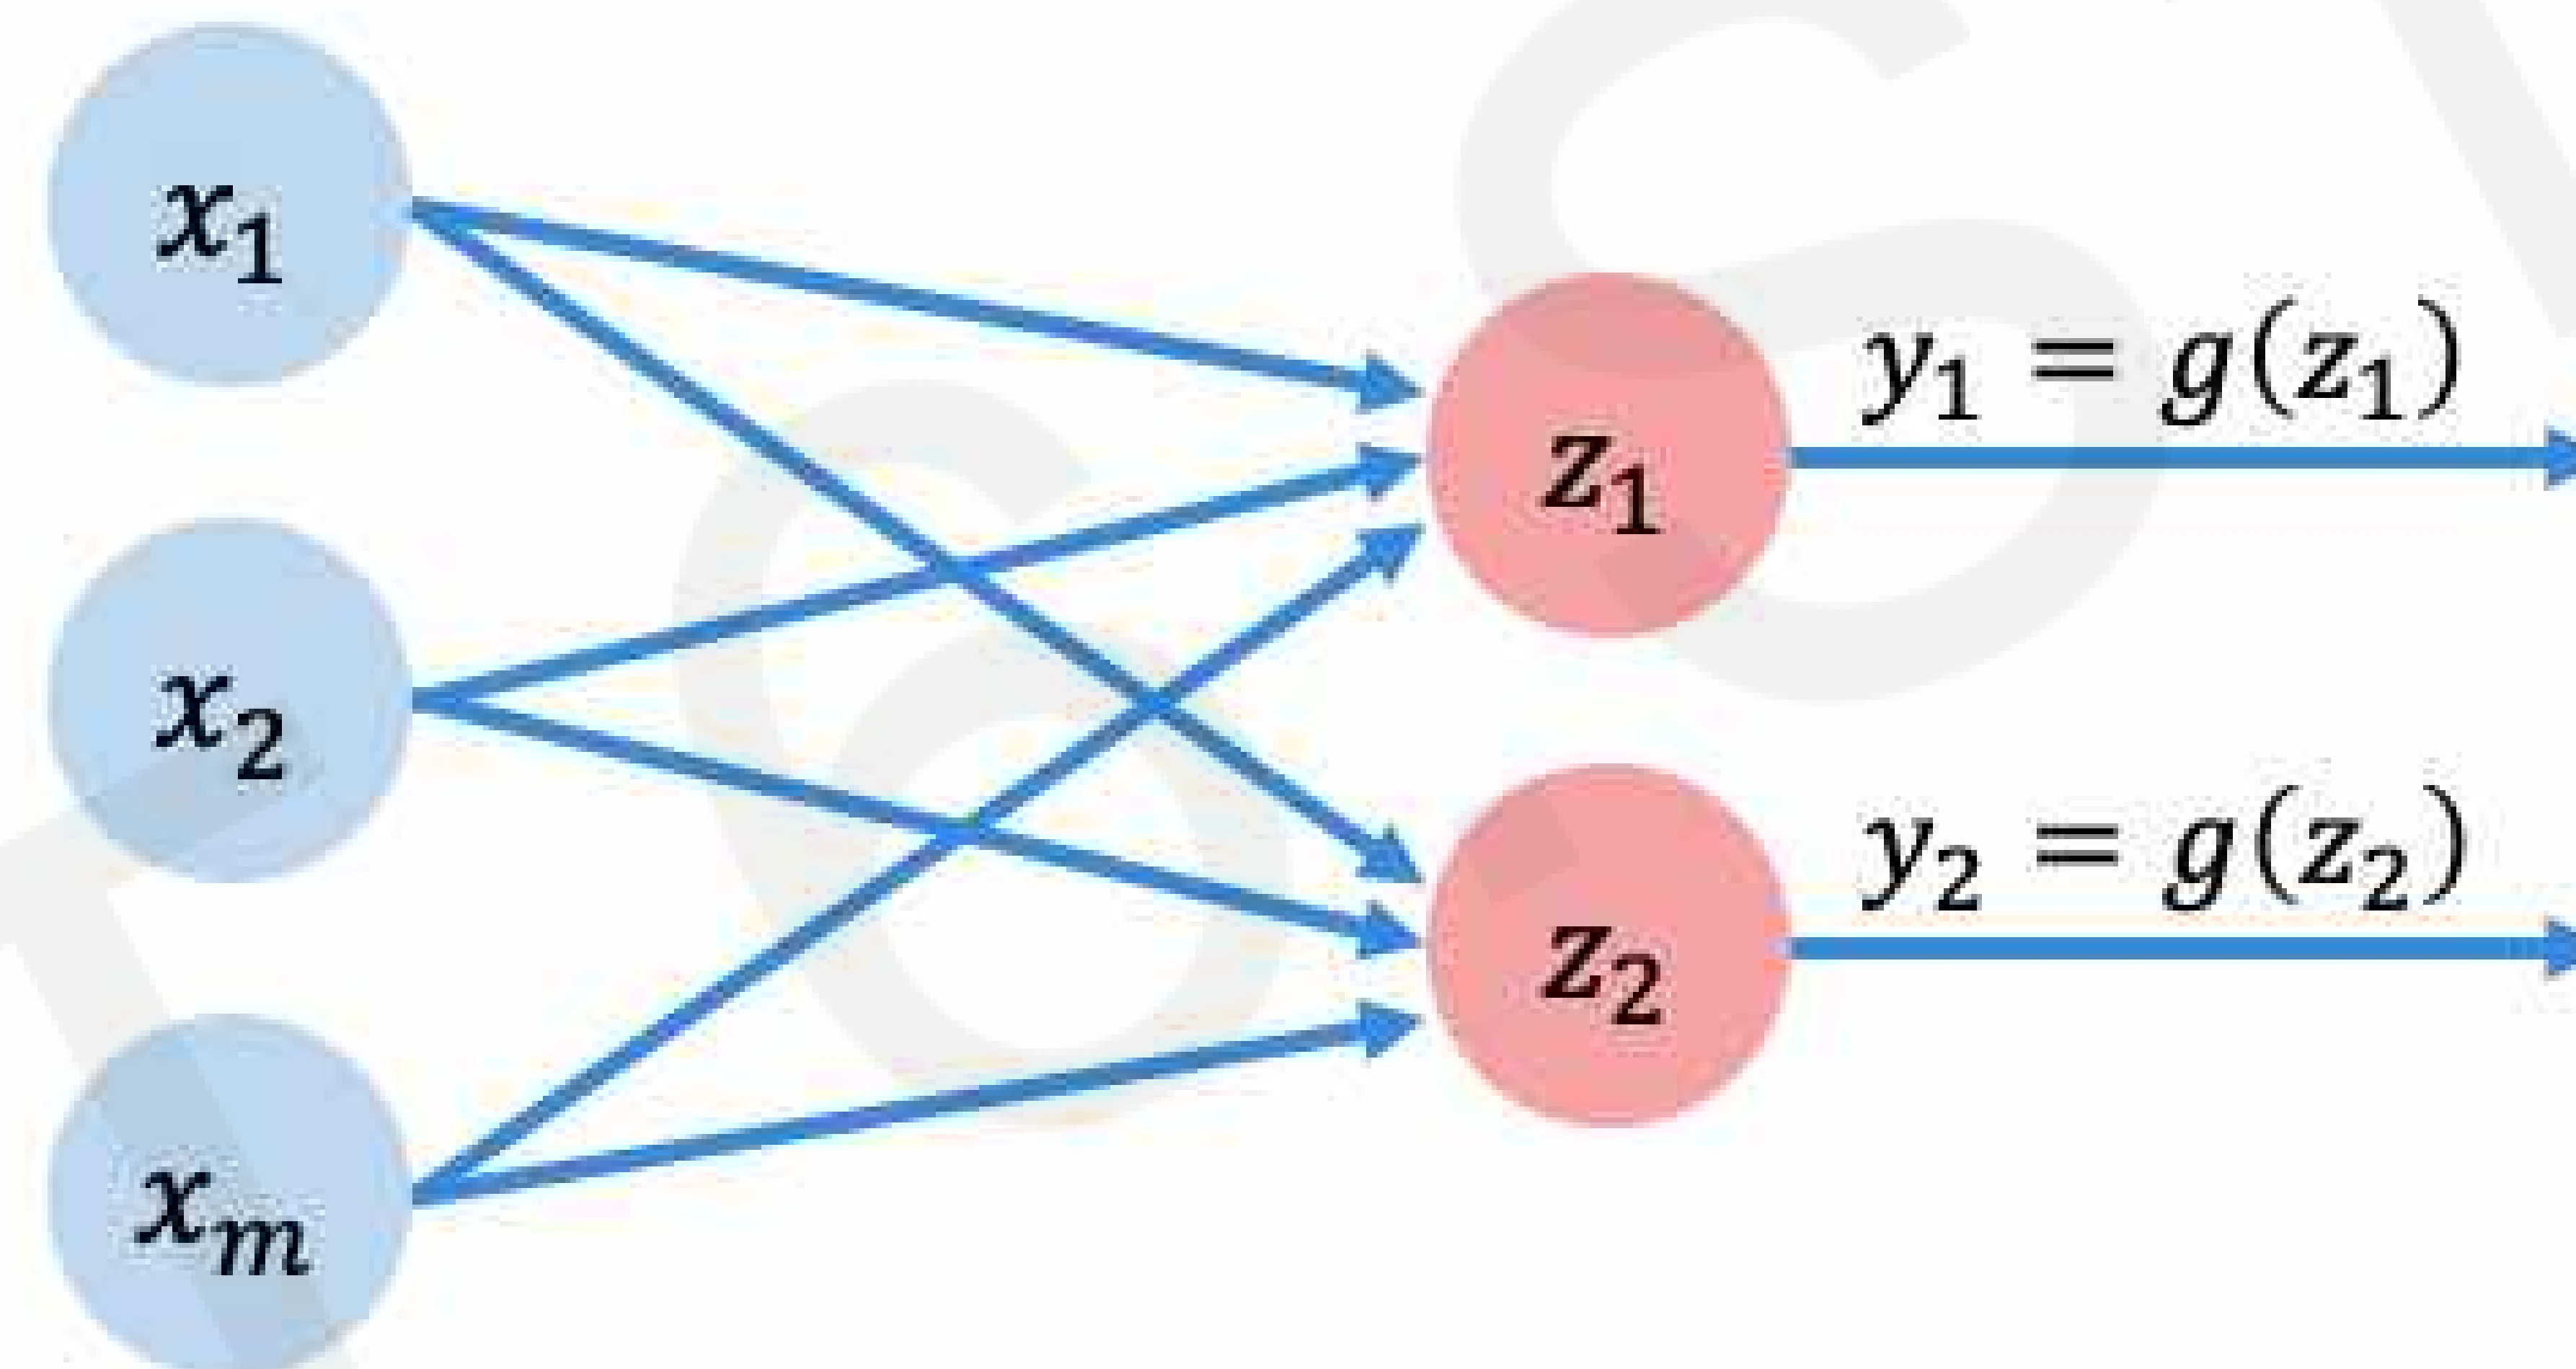 x₁
y₁ = g(z₁)
z₁
x₂
y₂ = g(z₂)
z₂
xₘ